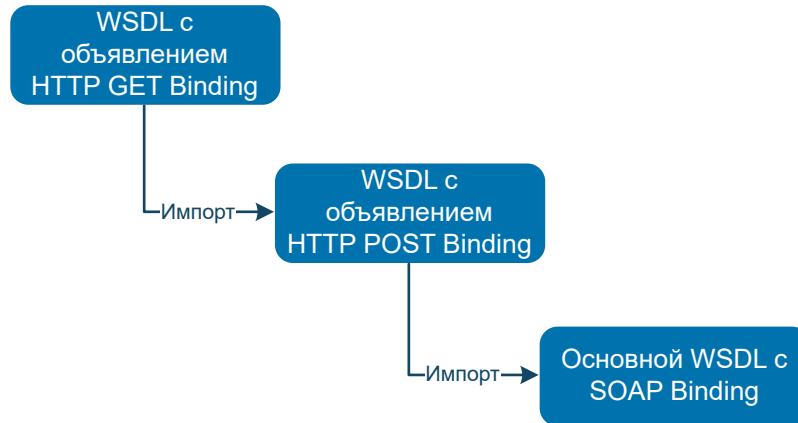 WSDL с
объявлением
HTTP GET Binding
Импорт
WSDL с
объявлением
HTTP POST Binding
Импорт
Основной WSDL с
SOAP Binding